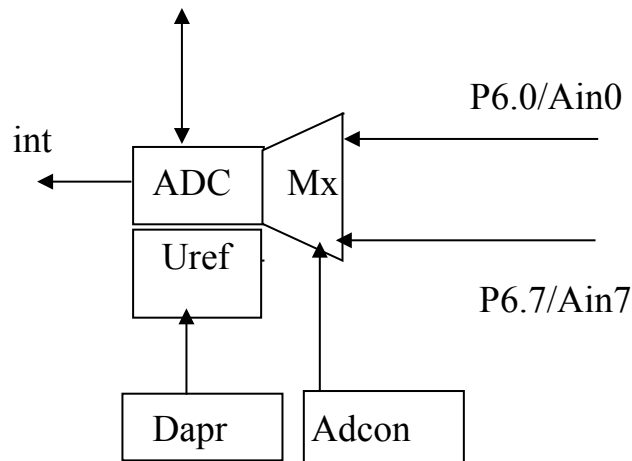 P6.0/Ain0
int
ADC
Mx
Uref
P6.7/Ain7
Dapr
Adcon